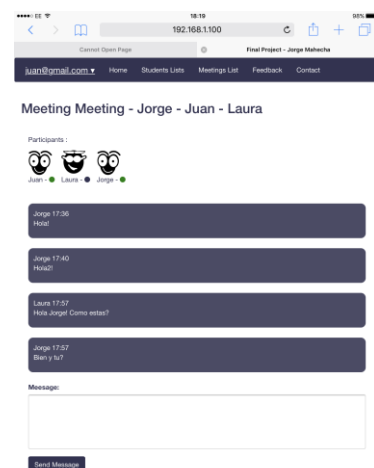 EE 18:19 98%
192.168.1.100
Cannot Open Page Final Project - Jorge Mahecha
juan@gmail.com Home Students Lists Meetings List Feedback Contact
Meeting Meeting - Jorge - Juan - Laura
Participants :
Juan - Laura - Jorge -
Jorge 17:36
Hola!
Jorge 17:40
Hola2!
Laura 17:57
Hola Jorge! Como estas?
Jorge 17:57
Bien y tu?
Meesage:
Send Message